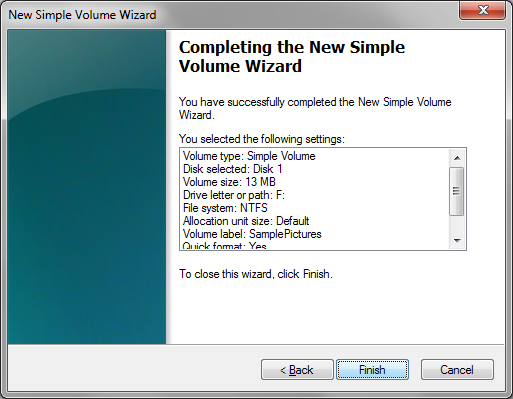 New Simple Volume Wizard
Completing the New Simple
Volume Wizard
You have successfully completed the New Simple Volume
Wizard.
You selected the following settings:
Volume type: Simple Volume
Disk selected: Disk 1
Volume size: 13 MB
Drive letter or path: F:
File system: NTFS
Allocation unit size: Default
Volume label: SamplePictures
Quick format: Yes
To close this wizard, click Finish.
< Back
Finish
Cancel